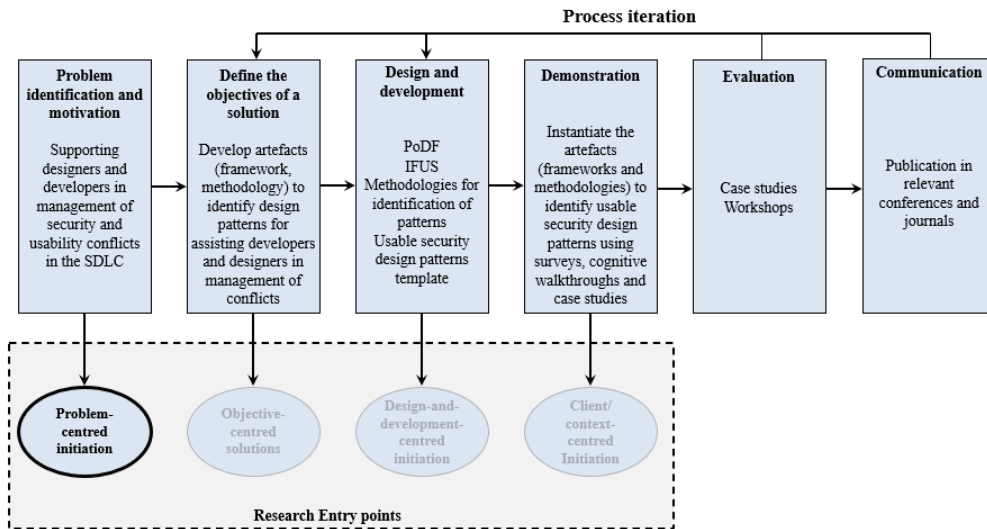 Process iteration
Problem
identification and
motivation
Supporting
designers and
developers in
management of
security and
usability conflicts
in the SDLC
Define the
objectives of a
solution
Develop artefacts
(framework,
methodology) to
identify design
patterns for
assisting developers
and designers in
management of
conflicts
Design and
development
PoDF
IFUS
Methodologies for
identification of
patterns
Usable security
design patterns
template
Demonstration
Instantiate the
artefacts
(frameworks and
methodologies) to
identify usable
security design
patterns using
surveys, cognitive
walkthroughs and
case studies
Evaluation
Case studies
Workshops
Communication
Publication in
relevant
conferences and
journals
Problem-
centred
initiation
Objective-
centred
solutions
Design-and-
development-
centred
initiation
Client/
context-
centred
Initiation
Research Entry points